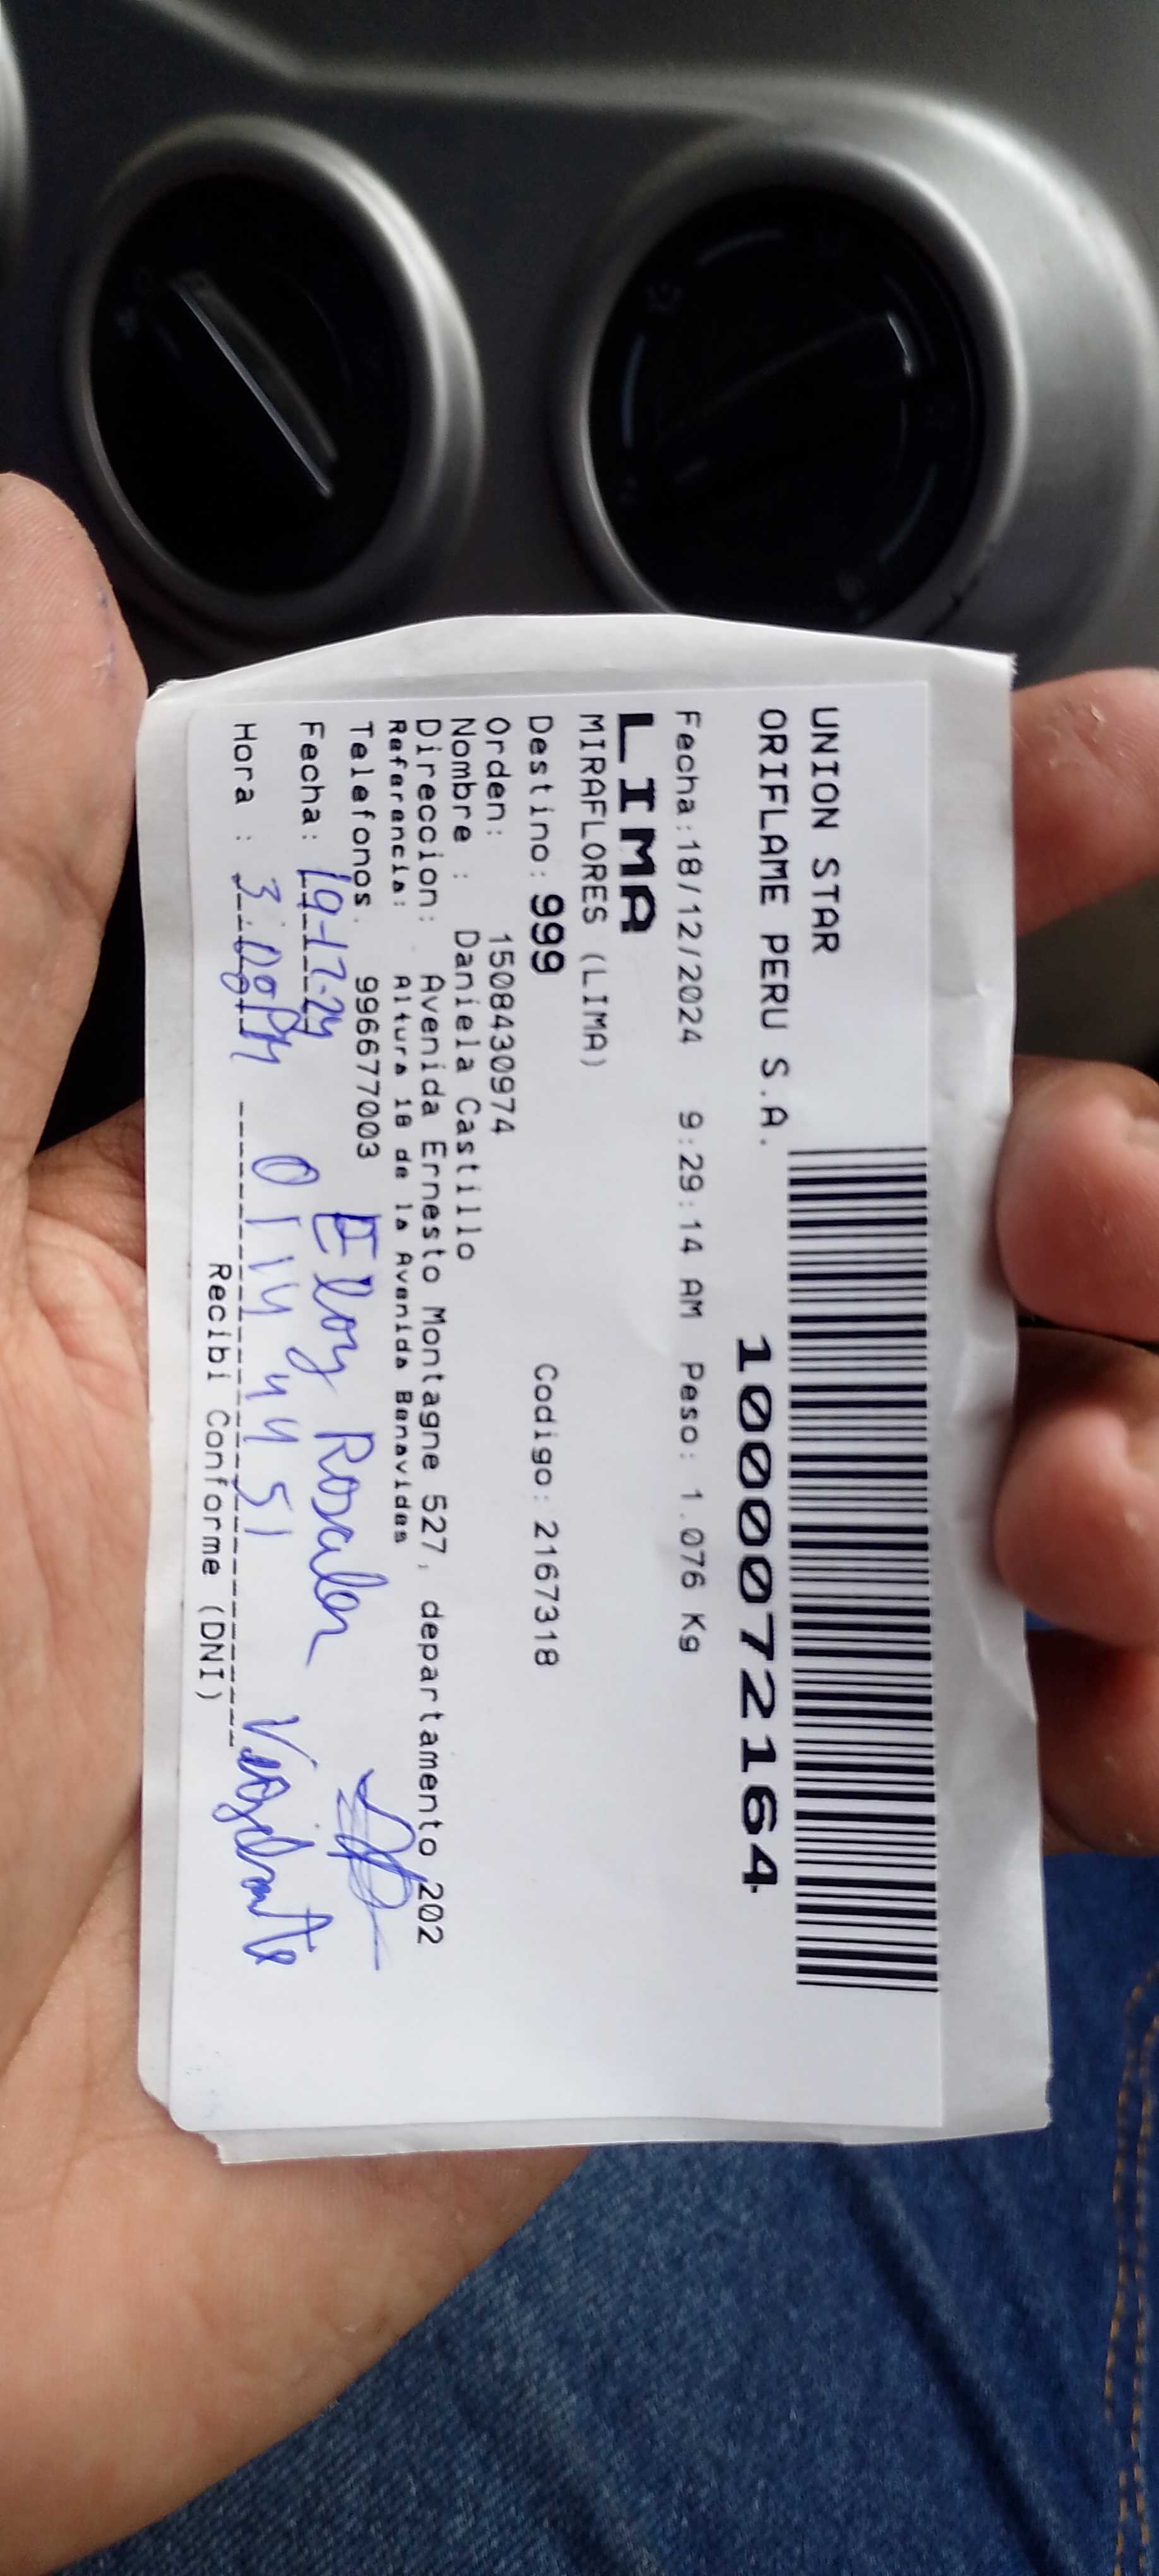 UNION STAR
ORIFLAME PERU S.A.
1000072164
Fecha:18/12/2024 9:29:14 AM Peso: 1.076 Kg
LIMA
MIRAFLORES (LIMA)
Destino: 999 Codigo: 2167318
Orden: 1508430974
Nombre : Daniela Castillo
Direccion: Avenida Ernesto Montagne 527, departamento 202
Referencia: Altura 18 de la Avenida Benavides
Telefonos. 996677003
Fecha: 19-12-24 Eloy
Hora : 3:00PM 01144451
Recibi Conforme (DNI)